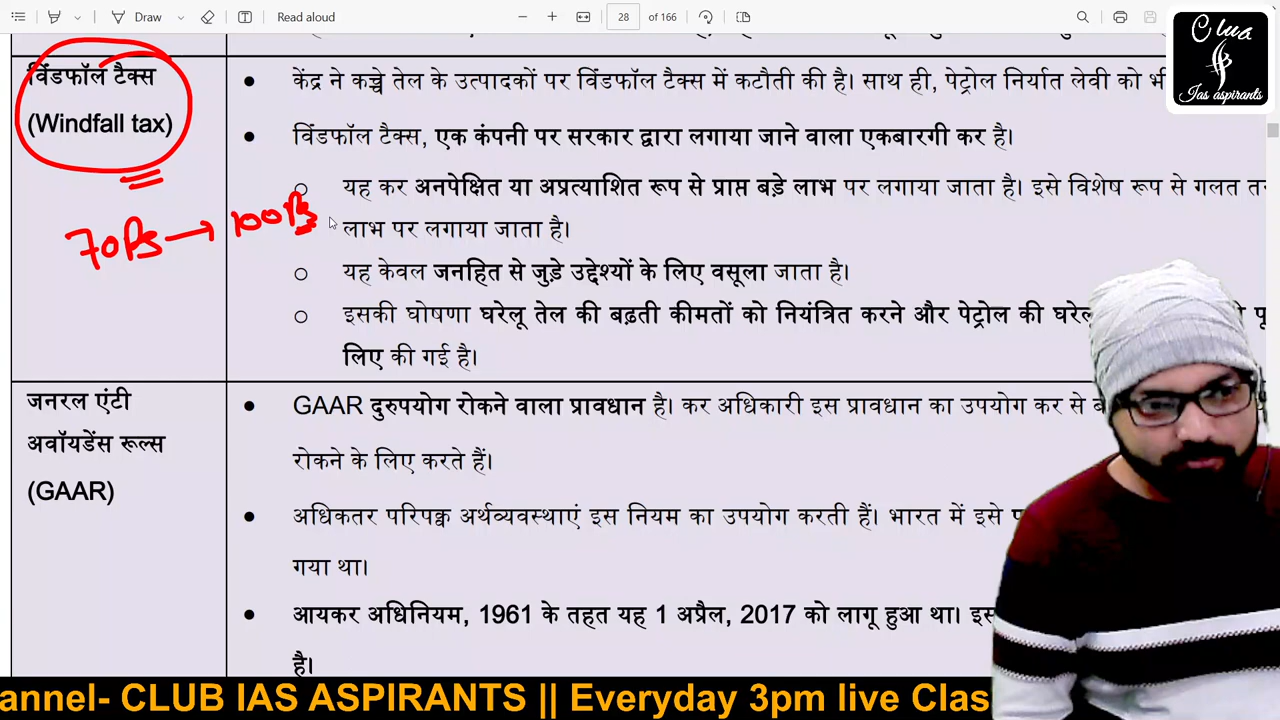 Draw
Read aloud
28 of 166
Clua
Ias aspirants
विंडफॉल टैक्स
(Windfall tax)
70Rs → 100Rs
• केंद्र ने कच्चे तेल के उत्पादकों पर विंडफॉल टैक्स में कटौती की है। साथ ही, पेट्रोल निर्यात लेवी को भी
• विंडफॉल टैक्स, एक कंपनी पर सरकार द्वारा लगाया जाने वाला एकबारगी कर है।
○ यह कर अनपेक्षित या अप्रत्याशित रूप से प्राप्त बड़े लाभ पर लगाया जाता है। इसे विशेष रूप से गलत
लाभ पर लगाया जाता है।
○ यह केवल जनहित से जुड़े उद्देश्यों के लिए वसूला जाता है।
○ इसकी घोषणा घरेलू तेल की बढ़ती कीमतों को नियंत्रित करने और पेट्रोल की
लिए की गई है।
जनरल एंटी
अवॉयडेंस रूल्स
(GAAR)
• GAAR दुरुपयोग रोकने वाला प्रावधान है। कर अधिकारी इस प्रावधान का उपयोग कर से
रोकने के लिए करते हैं।
• अधिकतर परिपक्व अर्थव्यवस्थाएं इस नियम का उपयोग करती हैं। भारत में इसे
गया था।
• आयकर अधिनियम, 1961 के तहत यह 1 अप्रैल, 2017 को लागू हुआ था।
है।
annel- CLUB IAS ASPIRANTS || Everyday 3pm live Clas